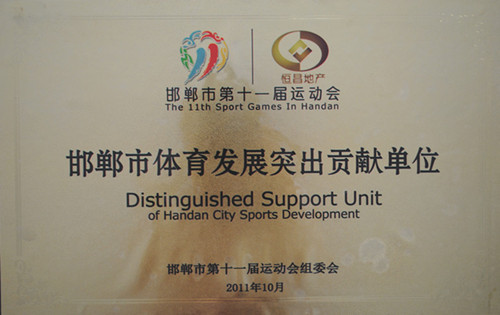 恒昌地产
邯郸市第十一届运动会
The 11th Sport Games In Handan
邯郸市体育发展突出贡献单位
Distinguished Support Unit
of Handan City Sports Development
邯郸市第十一届运动会组委会
2011年10月